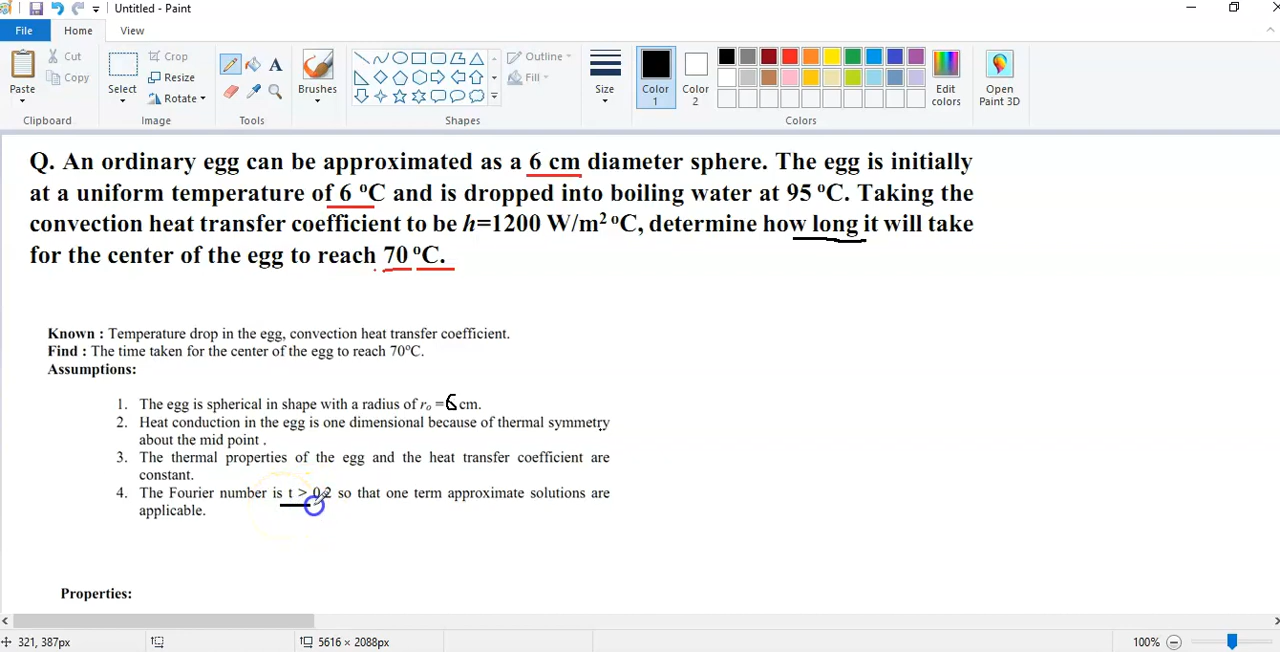 Untitled - Paint
File Home View
Paste Cut Copy
Select Crop Resize Rotate
Brushes
Outline Fill
Size
Color 1
Color 2
Edit colors
Open Paint 3D
Clipboard Image Tools Shapes Colors
Q. An ordinary egg can be approximated as a 6 cm diameter sphere. The egg is initially
at a uniform temperature of 6 °C and is dropped into boiling water at 95 °C. Taking the
convection heat transfer coefficient to be h=1200 W/m² °C, determine how long it will take
for the center of the egg to reach 70 °C.
Known : Temperature drop in the egg, convection heat transfer coefficient.
Find : The time taken for the center of the egg to reach 70°C.
Assumptions:
1. The egg is spherical in shape with a radius of rₒ = 6 cm.
2. Heat conduction in the egg is one dimensional because of thermal symmetry
about the mid point .
3. The thermal properties of the egg and the heat transfer coefficient are
constant.
4. The Fourier number is t > 0.2 so that one term approximate solutions are
applicable.
Properties:
321, 387px 5616 × 2088px 100%